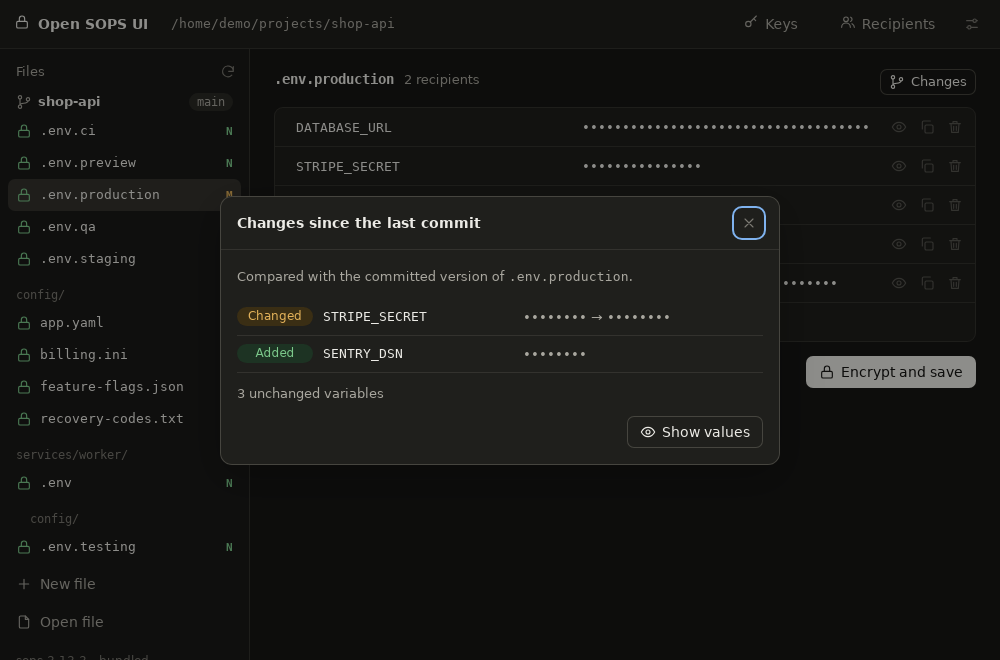 Open SOPS UI /home/demo/projects/shop-api Keys Recipients
Files
shop-api main
.env.ci N
.env.preview N
.env.production
.env.qa
.env.staging
config/
app.yaml
billing.ini
feature-flags.json
recovery-codes.txt
services/worker/
.env N
config/
.env.testing N
New file
Open file
.env.production 2 recipients Changes
DATABASE_URL ••••••••••••••••••••••••••••••••••••
STRIPE_SECRET •••••••••••••••
Encrypt and save
Changes since the last commit
Compared with the committed version of .env.production.
Changed STRIPE_SECRET •••••••• → ••••••••
Added SENTRY_DSN ••••••••
3 unchanged variables
Show values